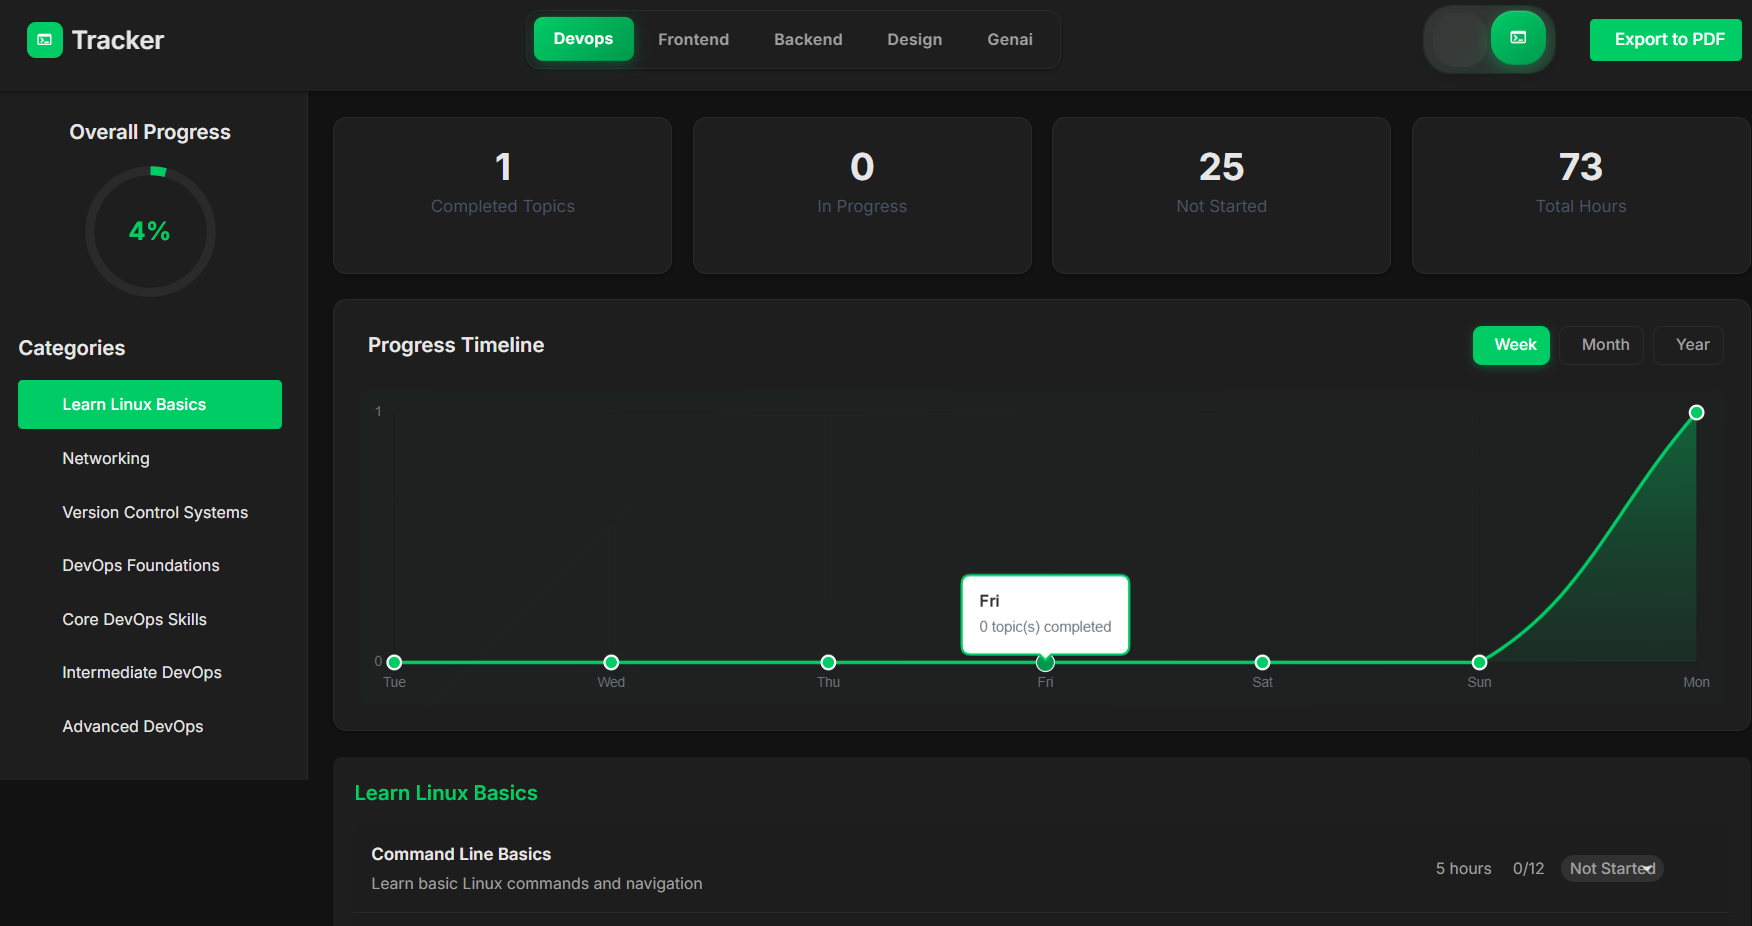 Tracker
Devops Frontend Backend Design Genai
Export to PDF
Overall Progress
4%
Categories
Learn Linux Basics
Networking
Version Control Systems
DevOps Foundations
Core DevOps Skills
Intermediate DevOps
Advanced DevOps
1
Completed Topics
0
In Progress
25
Not Started
73
Total Hours
Progress Timeline
Week Month Year
1
0
Fri
0 topic(s) completed
Tue Wed Thu Fri Sat Sun Mon
Learn Linux Basics
Command Line Basics
Learn basic Linux commands and navigation
5 hours 0/12 Not Started